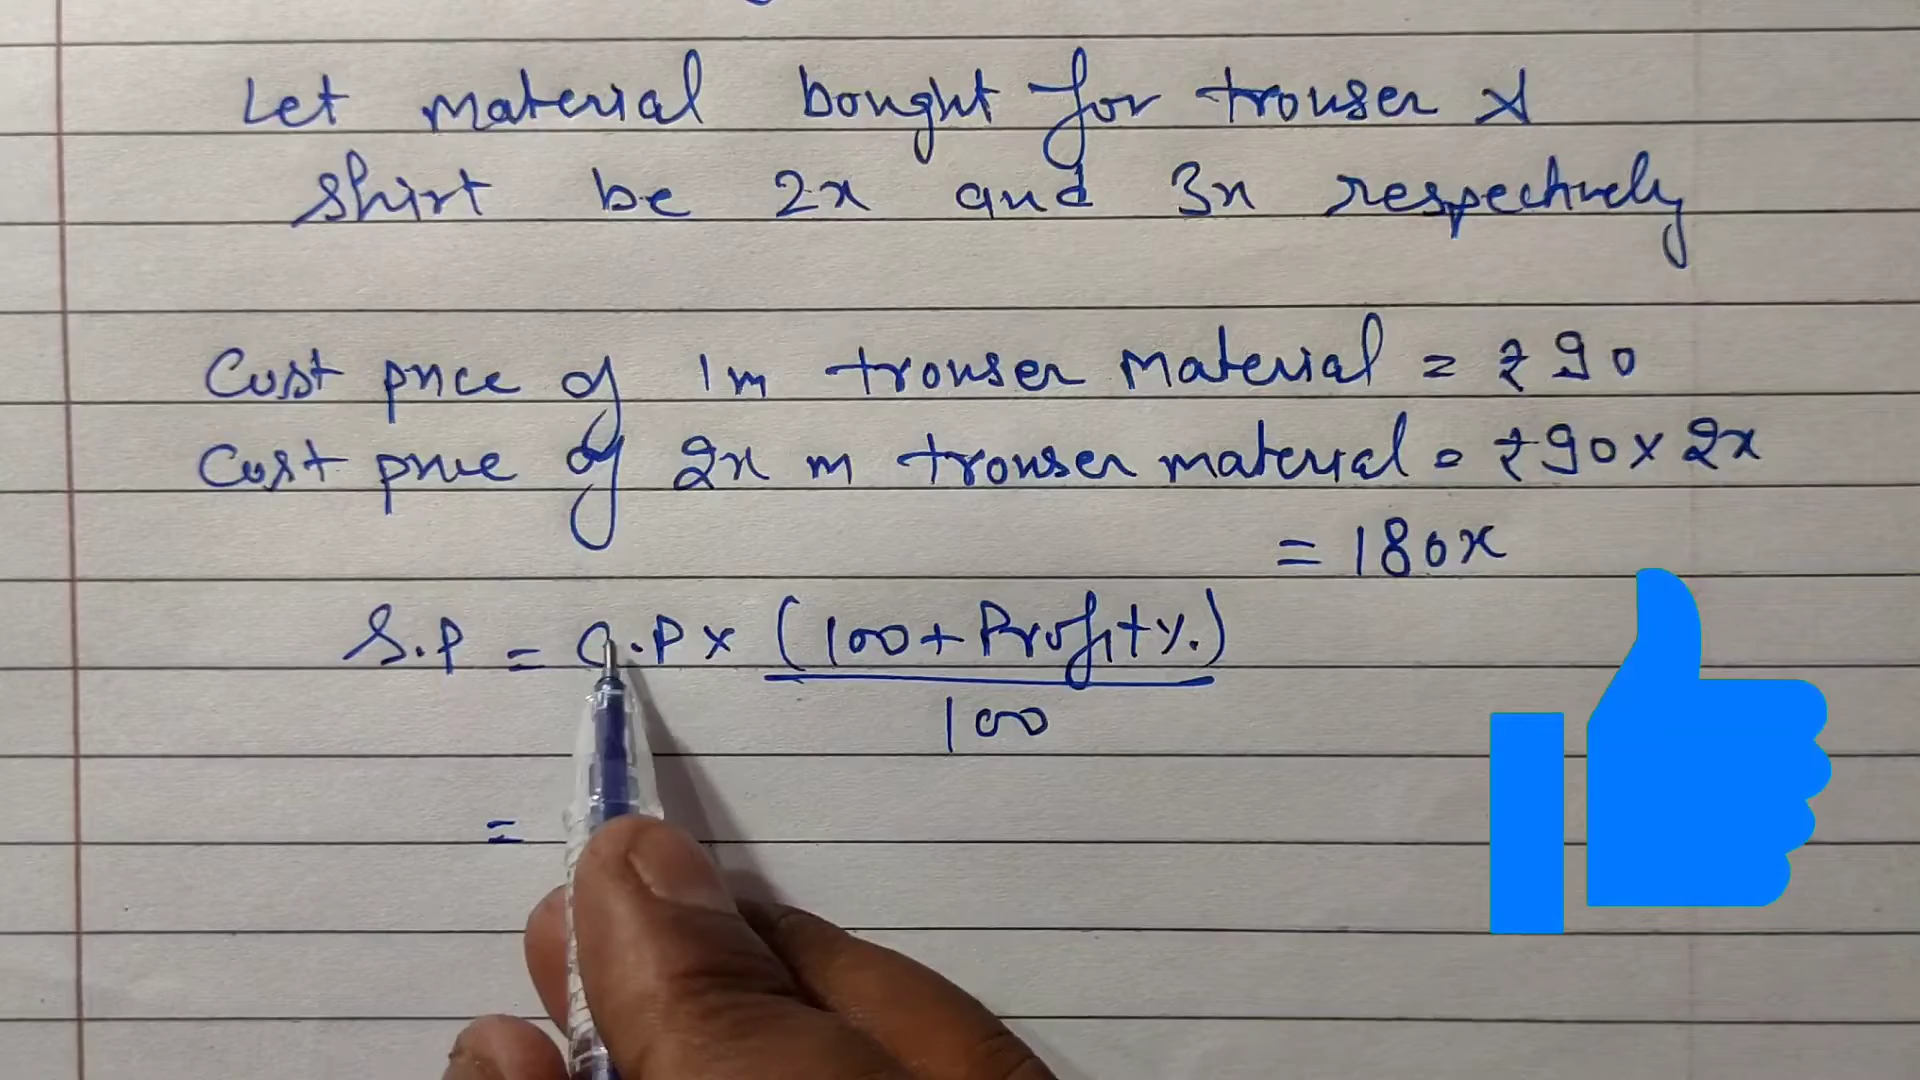 Let material bought for trouser &
shirt be 2x and 3x respectively
Cost price of 1m trouser material = ₹90
Cost price of 2x m trouser material = ₹90 x 2x
= 180x
S.P = C.P x (100 + Profit%)
100
=